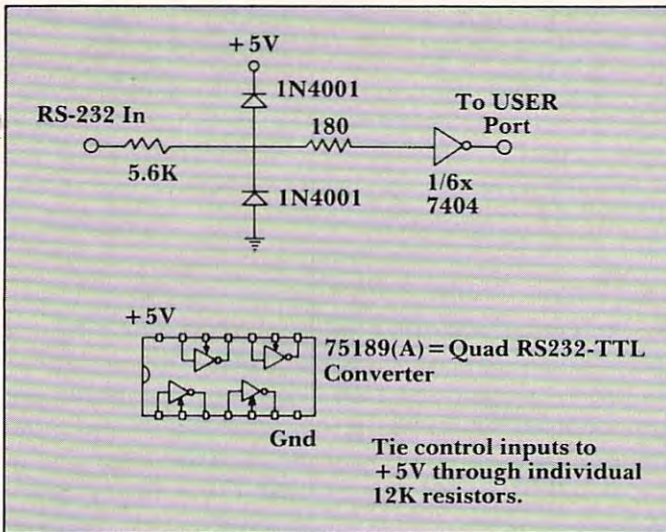 +5V
1N4001
RS-232 In
180
To USER
Port
5.6K
1N4001
1/6x
7404
+5V
75189(A)=Quad RS232-TTL
Converter
Gnd
Tie control inputs to
+5V through individual
12K resistors.